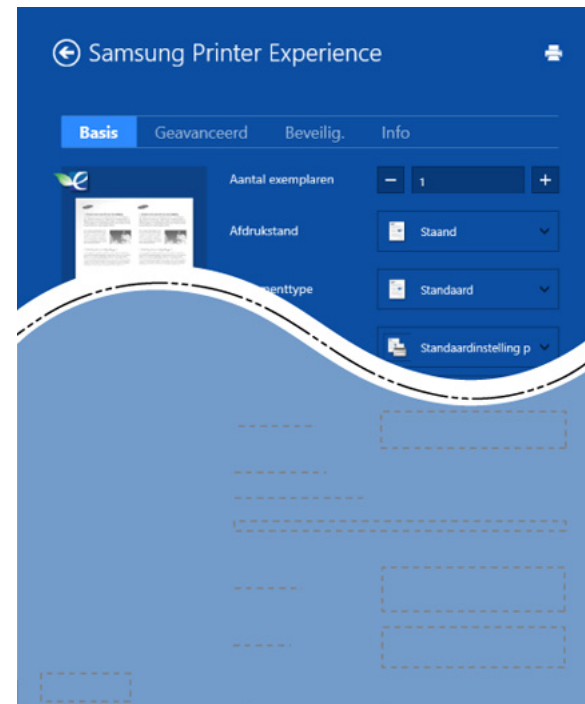 Samsung Printer Experience
Basis Geavanceerd Beveilig. Info
Aantal exemplaren 1
Afdrukstand Staand
Standaard
Standaardinstelling p